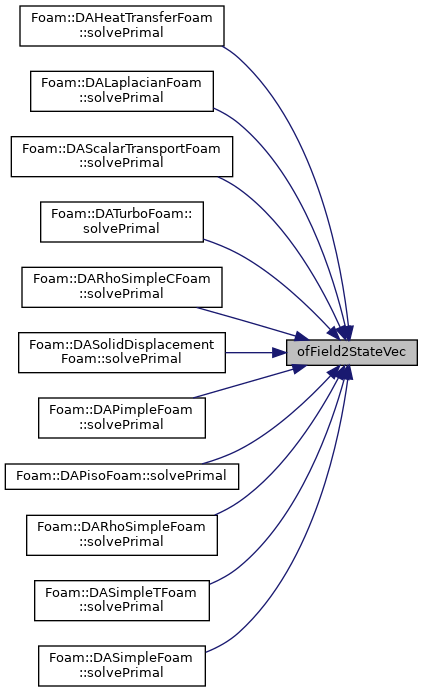 Foam::DAHeatTransferFoam
::solvePrimal
Foam::DALaplacianFoam
::solvePrimal
Foam::DAScalarTransportFoam
::solvePrimal
Foam::DATurboFoam::
solvePrimal
Foam::DARhoSimpleCFoam
::solvePrimal
Foam::DASolidDisplacement
Foam::solvePrimal
ofField2StateVec
Foam::DAPimpleFoam
::solvePrimal
Foam::DAPisoFoam::solvePrimal
Foam::DARhoSimpleFoam
::solvePrimal
Foam::DASimpleTFoam
::solvePrimal
Foam::DASimpleFoam
::solvePrimal